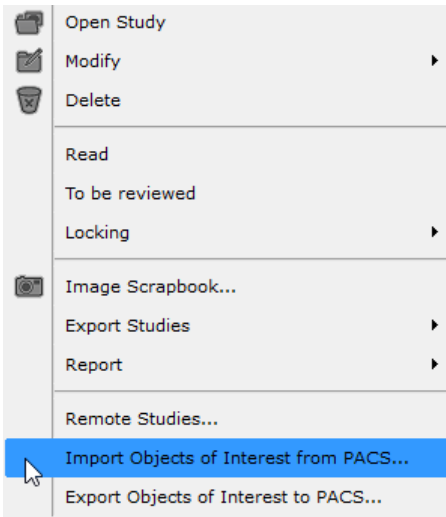 Open Study
Modify
Delete
Read
To be reviewed
Locking
Image Scrapbook...
Export Studies
Report
Remote Studies...
Import Objects of Interest from PACS...
Export Objects of Interest to PACS...